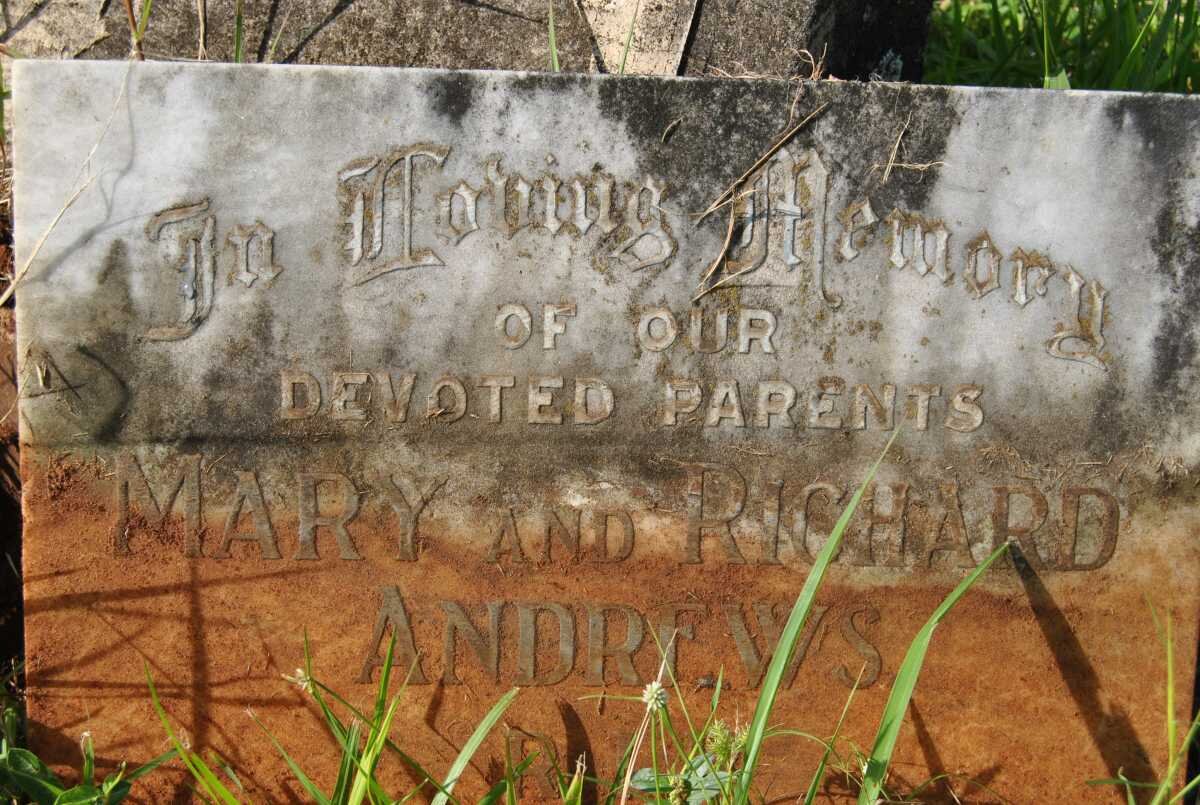 In Loving Memory
OF OUR
DEVOTED PARENTS
MARY AND RICHARD
ANDREWS